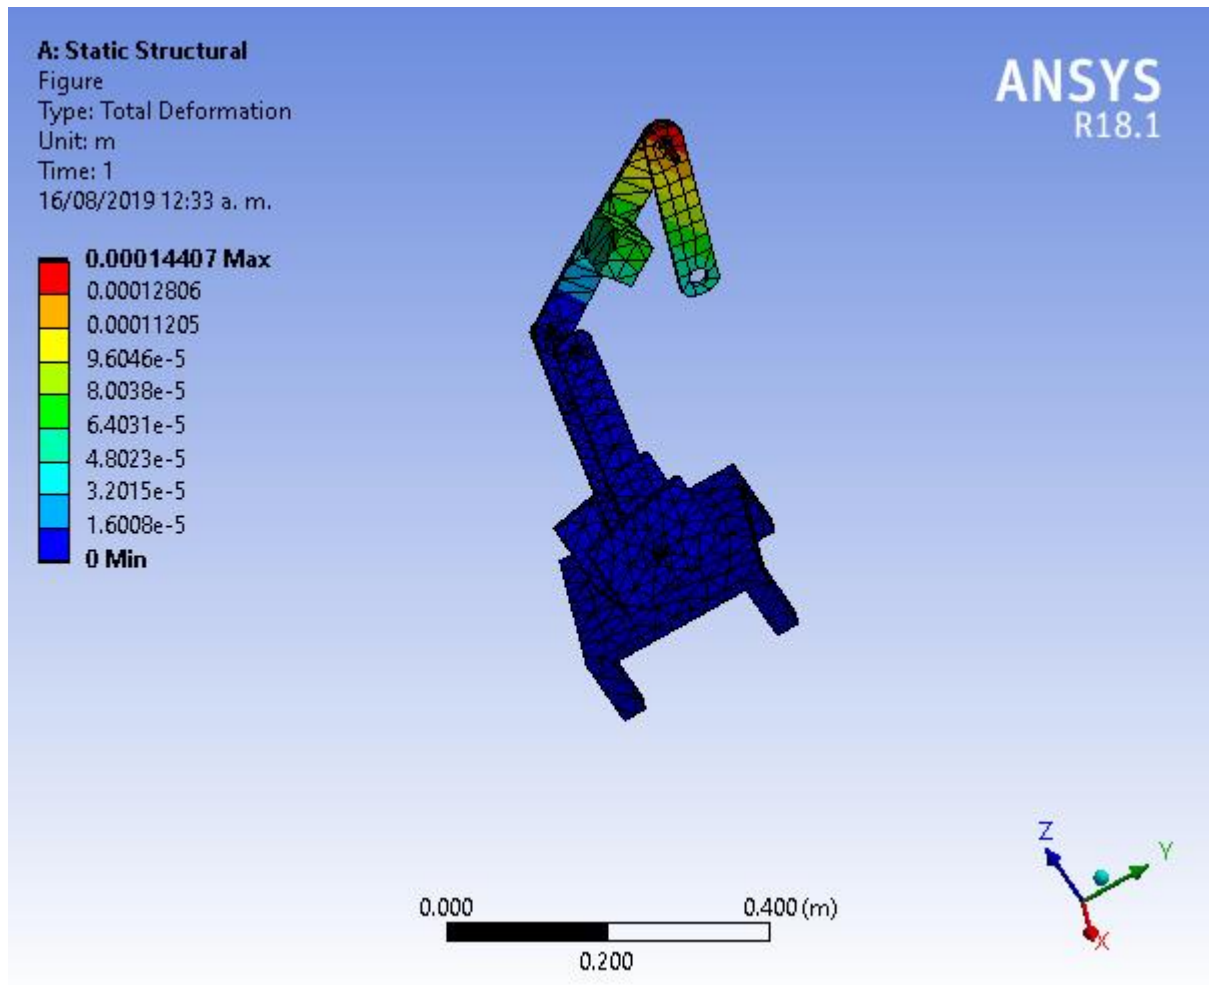 A: Static Structural
Figure
Type: Total Deformation
Unit: m
Time: 1
16/08/2019 12:33 a. m.
ANSYS
R18.1
0.00014407 Max
0.00012806
0.00011205
9.6046e-5
8.0038e-5
6.4031e-5
4.8023e-5
3.2015e-5
1.6008e-5
0 Min
0.000
0.400 (m)
0.200
Z
Y
X